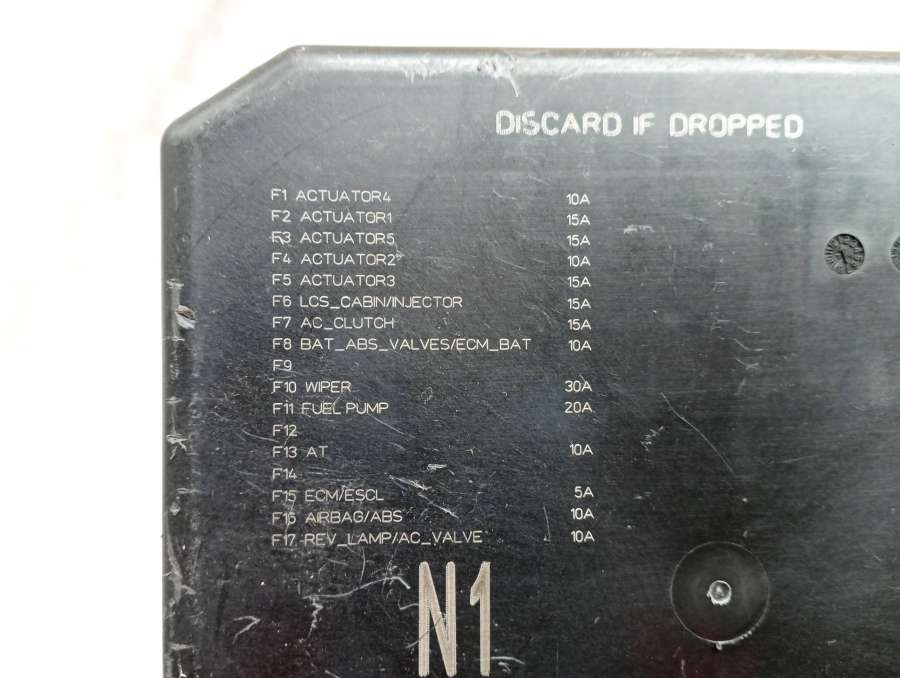 DISCARD IF DROPPED
F1 ACTUATOR4 10A
F2 ACTUATOR1 15A
F3 ACTUATOR5 15A
F4 ACTUATOR2 10A
F5 ACTUATOR3 15A
F6 LCS_CABIN/INJECTOR 15A
F7 AC_CLUTCH 15A
F8 BAT_ABS_VALVES/ECM_BAT 10A
F9
F10 WIPER 30A
F11 FUEL PUMP 20A
F12
F13 AT 10A
F14
F15 ECM/ESCL 5A
F16 AIRBAG/ABS 10A
F17 REV_LAMP/AC_VALVE 10A
N1